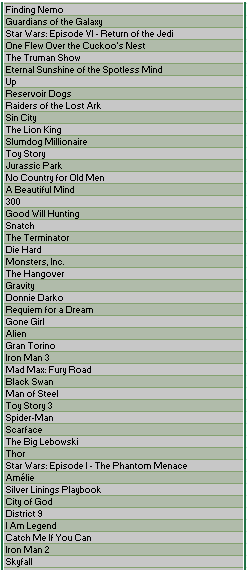 Finding Nemo
Guardians of the Galaxy
Star Wars: Episode VI - Return of the Jedi
One Flew Over the Cuckoo's Nest
The Truman Show
Eternal Sunshine of the Spotless Mind
Up
Reservoir Dogs
Raiders of the Lost Ark
Sin City
The Lion King
Slumdog Millionaire
Toy Story
Jurassic Park
No Country for Old Men
A Beautiful Mind
300
Good Will Hunting
Snatch
The Terminator
Die Hard
Monsters, Inc.
The Hangover
Gravity
Donnie Darko
Requiem for a Dream
Gone Girl
Alien
Gran Torino
Iron Man 3
Mad Max: Fury Road
Black Swan
Man of Steel
Toy Story 3
Spider-Man
Scarface
The Big Lebowski
Thor
Star Wars: Episode I - The Phantom Menace
Amélie
Silver Linings Playbook
City of God
District 9
I Am Legend
Catch Me If You Can
Iron Man 2
Skyfall